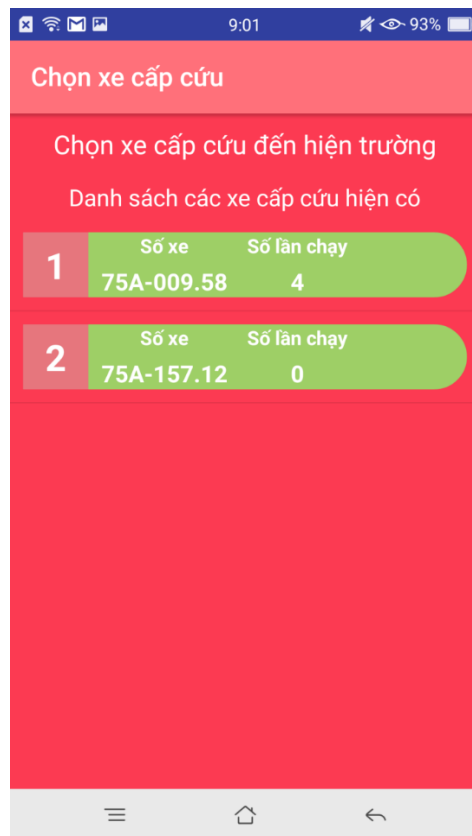 9:01 93%
Chọn xe cấp cứu
Chọn xe cấp cứu đến hiện trường
Danh sách các xe cấp cứu hiện có
1
Số xe Số lần chạy
75A-009.58 4
2
Số xe Số lần chạy
75A-157.12 0